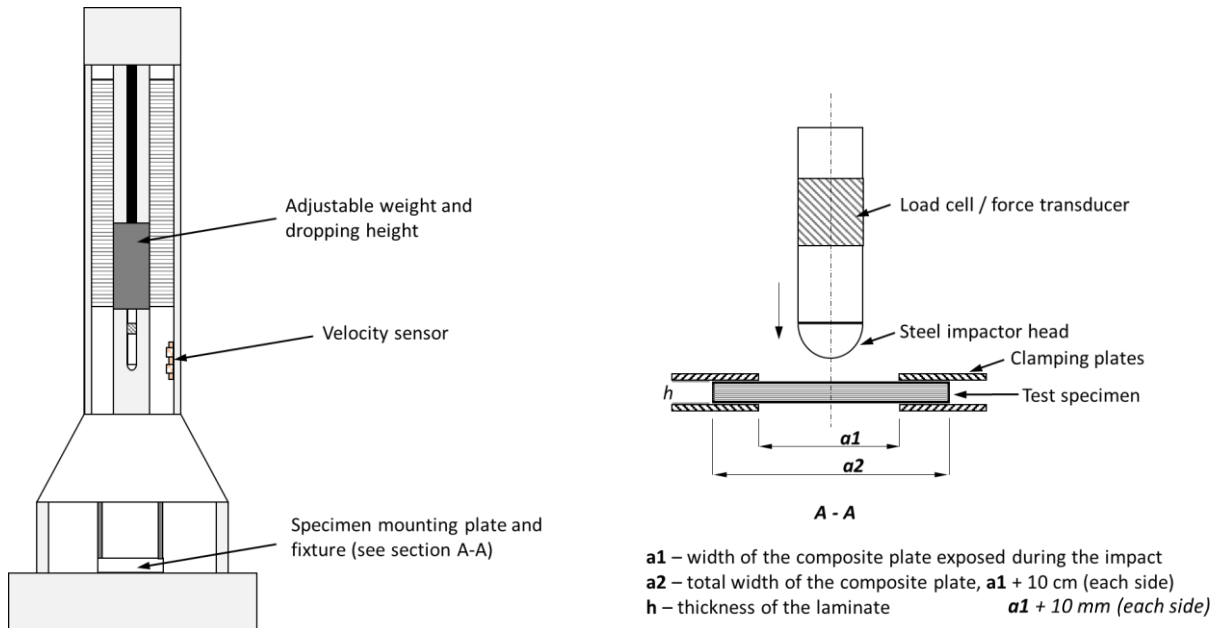 Adjustable weight and
dropping height
Velocity sensor
Specimen mounting plate and
fixture (see section A-A)
Load cell / force transducer
Steel impactor head
Clamping plates
h
Test specimen
a1
a2
A - A
a1 – width of the composite plate exposed during the impact
a2 – total width of the composite plate, a1 + 10 cm (each side)
h – thickness of the laminate a1 + 10 mm (each side)